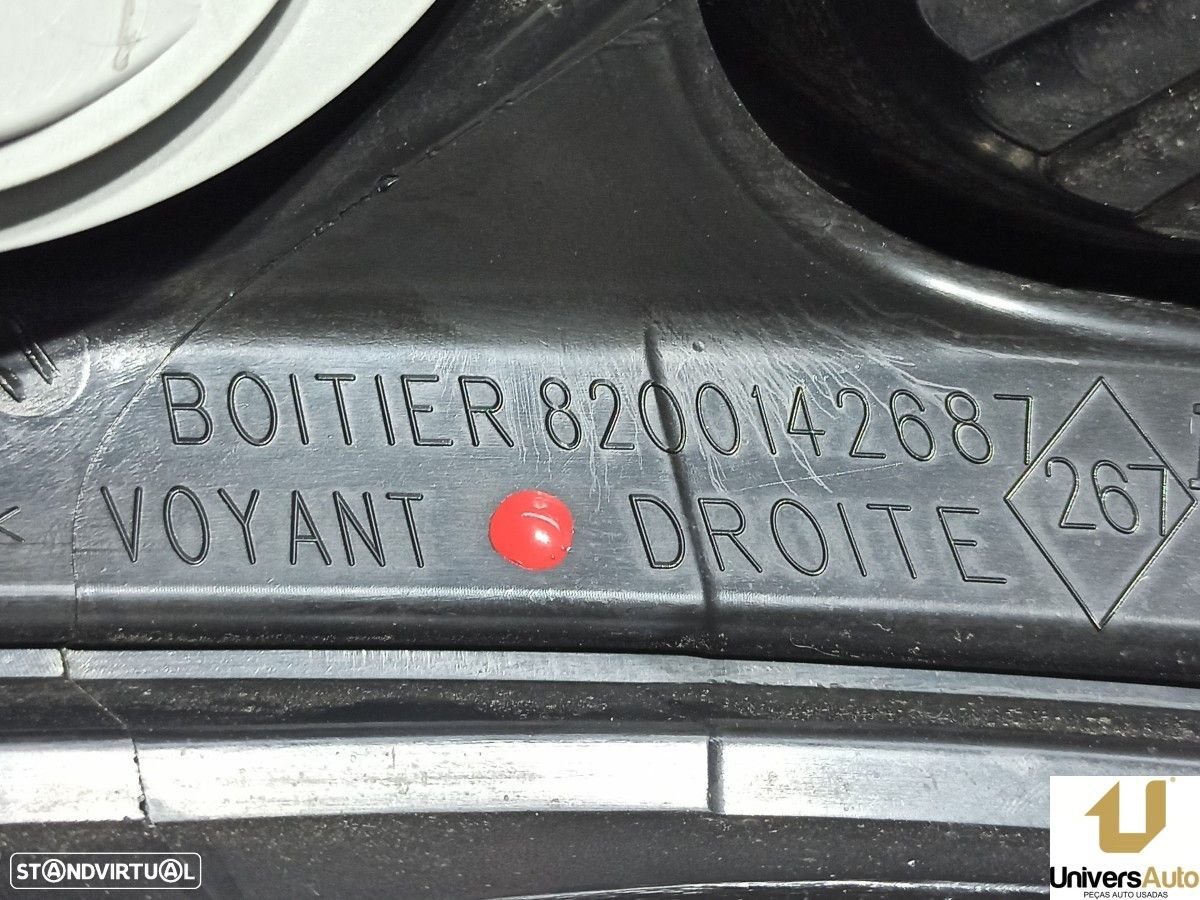 BOITIER 8200142687
267
VOYANT DROITE
STANDVIRTUAL
UniversAuto
PEÇAS AUTO USADAS